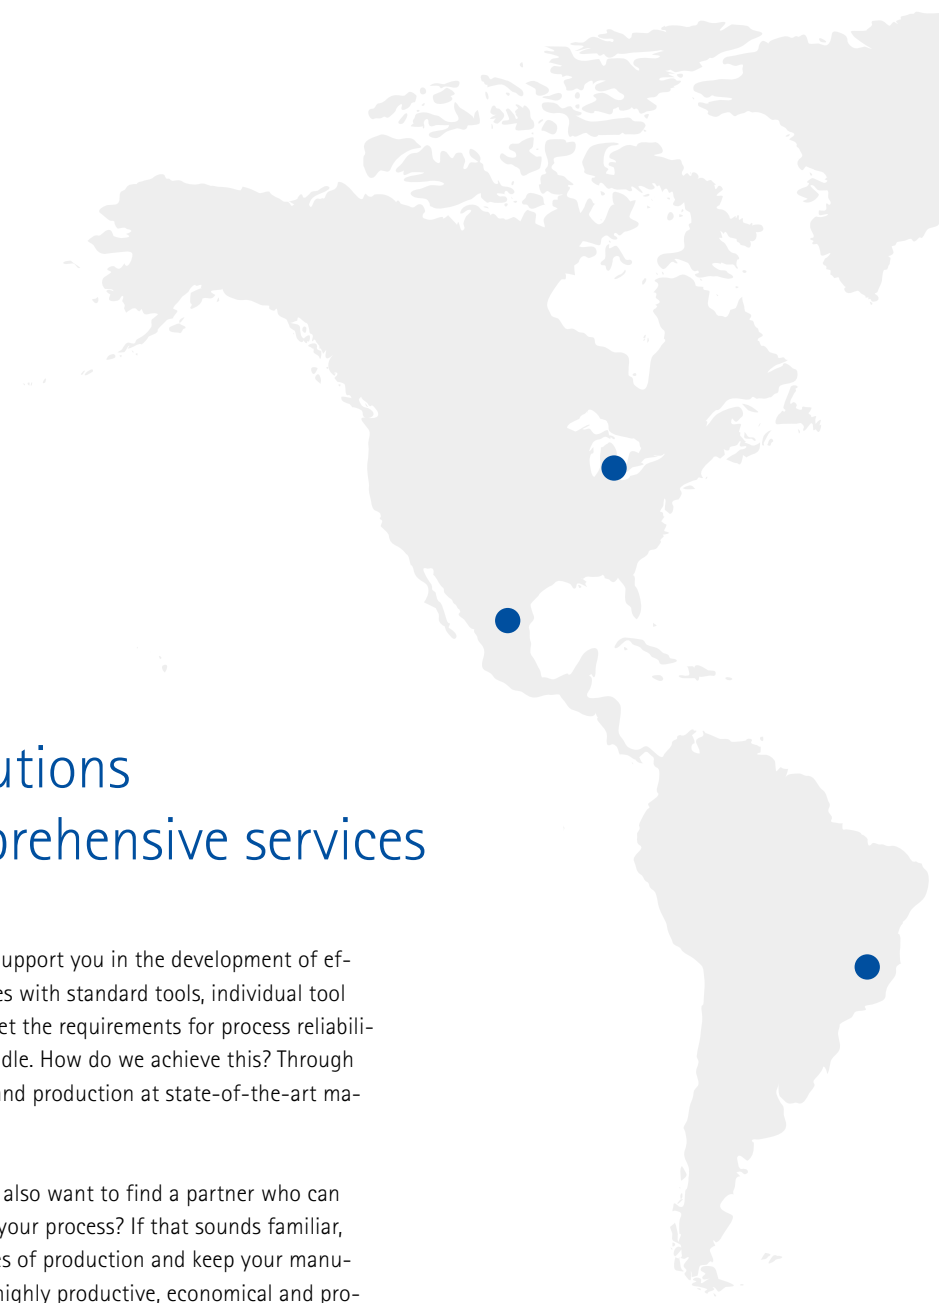 utions
prehensive services
upport you in the development of ef-
es with standard tools, individual tool
et the requirements for process reliabili-
dle. How do we achieve this? Through
nd production at state-of-the-art ma-
also want to find a partner who can
your process? If that sounds familiar,
es of production and keep your manu-
highly productive, economical and pro-